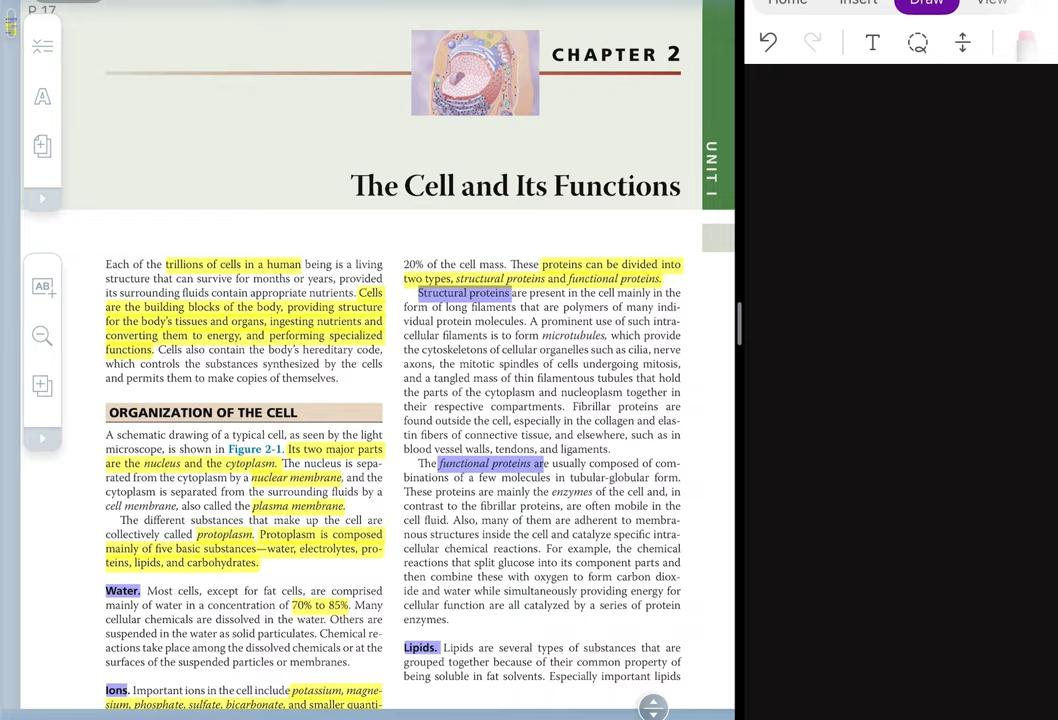 P. 17
Home Insert Draw View
T
A
AB
CHAPTER 2
UNIT I
The Cell and Its Functions
Each of the trillions of cells in a human being is a living
structure that can survive for months or years, provided
its surrounding fluids contain appropriate nutrients. Cells
are the building blocks of the body, providing structure
for the body's tissues and organs, ingesting nutrients and
converting them to energy, and performing specialized
functions. Cells also contain the body's hereditary code,
which controls the substances synthesized by the cells
and permits them to make copies of themselves.
ORGANIZATION OF THE CELL
A schematic drawing of a typical cell, as seen by the light
microscope, is shown in Figure 2-1. Its two major parts
are the nucleus and the cytoplasm. The nucleus is sepa-
rated from the cytoplasm by a nuclear membrane, and the
cytoplasm is separated from the surrounding fluids by a
cell membrane, also called the plasma membrane.
The different substances that make up the cell are
collectively called protoplasm. Protoplasm is composed
mainly of five basic substances—water, electrolytes, pro-
teins, lipids, and carbohydrates.
Water. Most cells, except for fat cells, are comprised
mainly of water in a concentration of 70% to 85%. Many
cellular chemicals are dissolved in the water. Others are
suspended in the water as solid particulates. Chemical re-
actions take place among the dissolved chemicals or at the
surfaces of the suspended particles or membranes.
Ions. Important ions in the cell include potassium, magne-
sium, phosphate, sulfate, bicarbonate, and smaller quanti-
20% of the cell mass. These proteins can be divided into
two types, structural proteins and functional proteins.
Structural proteins are present in the cell mainly in the
form of long filaments that are polymers of many indi-
vidual protein molecules. A prominent use of such intra-
cellular filaments is to form microtubules, which provide
the cytoskeletons of cellular organelles such as cilia, nerve
axons, the mitotic spindles of cells undergoing mitosis,
and a tangled mass of thin filamentous tubules that hold
the parts of the cytoplasm and nucleoplasm together in
their respective compartments. Fibrillar proteins are
found outside the cell, especially in the collagen and elas-
tin fibers of connective tissue, and elsewhere, such as in
blood vessel walls, tendons, and ligaments.
The functional proteins are usually composed of com-
binations of a few molecules in tubular-globular form.
These proteins are mainly the enzymes of the cell and, in
contrast to the fibrillar proteins, are often mobile in the
cell fluid. Also, many of them are adherent to membra-
nous structures inside the cell and catalyze specific intra-
cellular chemical reactions. For example, the chemical
reactions that split glucose into its component parts and
then combine these with oxygen to form carbon diox-
ide and water while simultaneously providing energy for
cellular function are all catalyzed by a series of protein
enzymes.
Lipids. Lipids are several types of substances that are
grouped together because of their common property of
being soluble in fat solvents. Especially important lipids